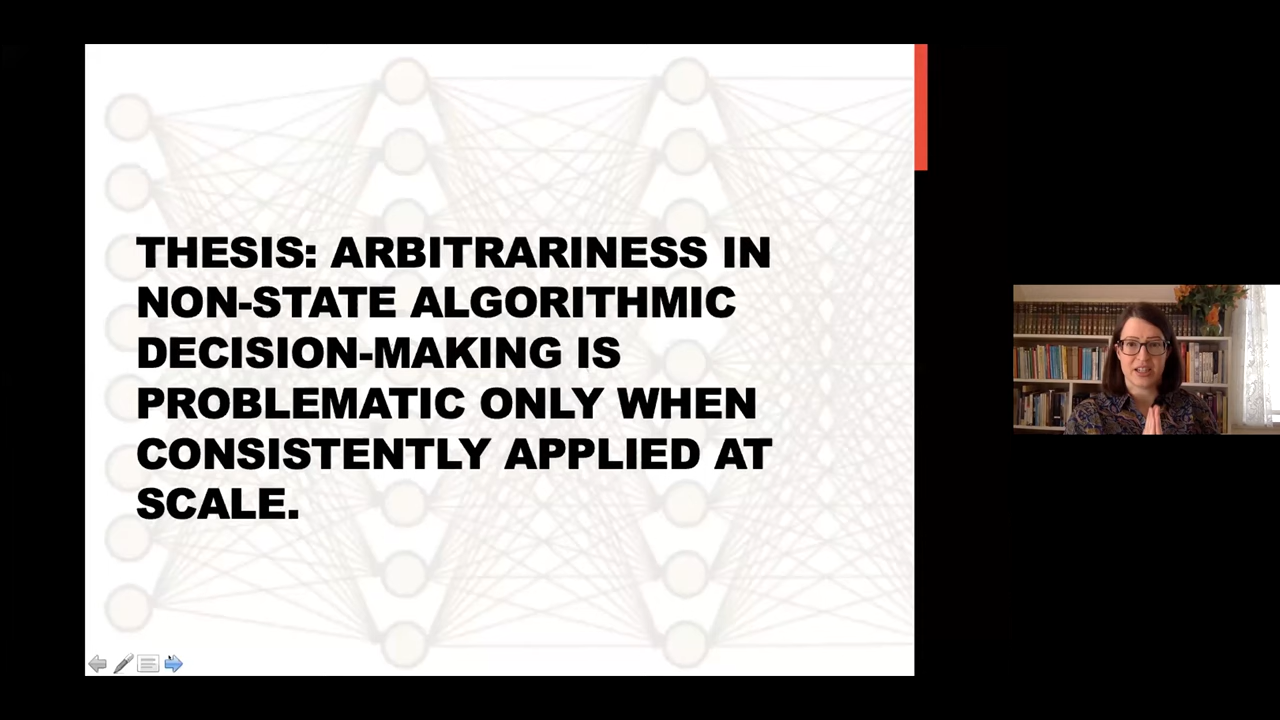 THESIS: ARBITRARINESS IN
NON-STATE ALGORITHMIC
DECISION-MAKING IS
PROBLEMATIC ONLY WHEN
CONSISTENTLY APPLIED AT
SCALE.